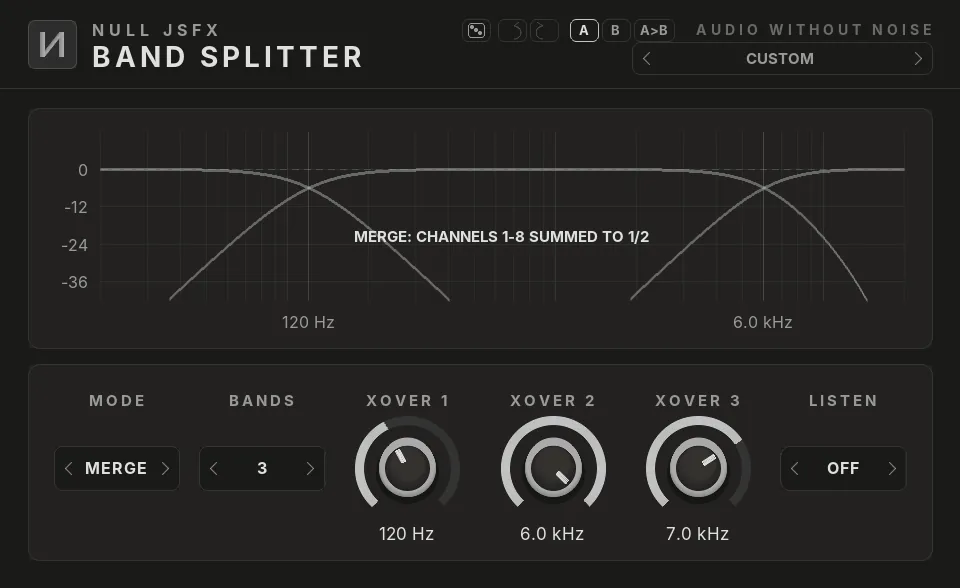 NULL JSFX
BAND SPLITTER
A B A>B
AUDIO WITHOUT NOISE
CUSTOM
0
-12
-24
-36
MERGE: CHANNELS 1-8 SUMMED TO 1/2
120 Hz 6.0 kHz
MODE BANDS XOVER 1 XOVER 2 XOVER 3 LISTEN
MERGE 3 OFF
120 Hz 6.0 kHz 7.0 kHz